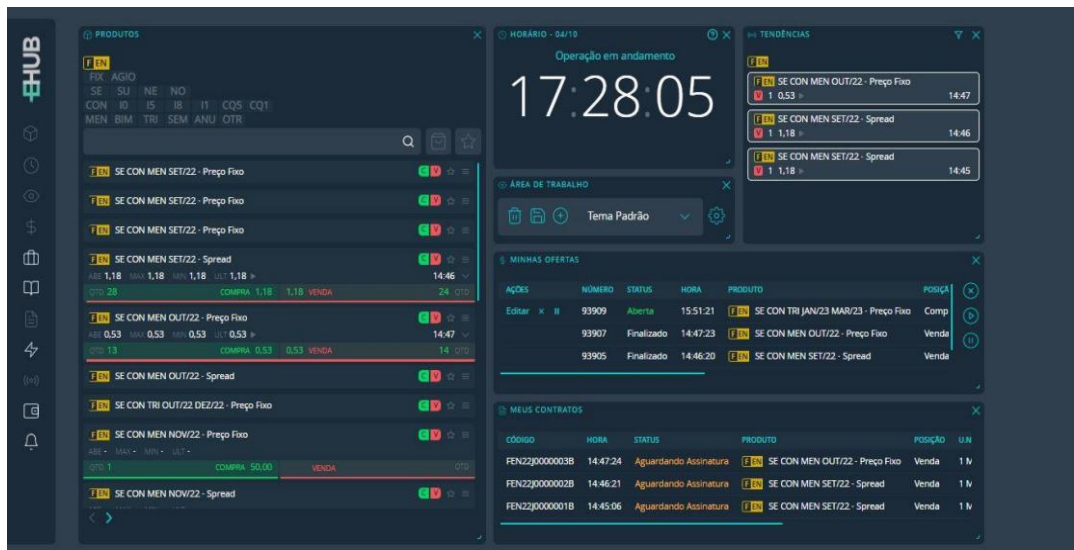 EHUB
PRODUTOS
F EN
FIX AGIO
SE SU NE NO
CON I0 I5 I8 I1 CQ5 CQ1
MEN BIM TRI SEM ANU OTR
F EN SE CON MEN SET/22 - Preço Fixo C V
F EN SE CON MEN SET/22 - Preço Fixo C V
F EN SE CON MEN SET/22 - Preço Fixo C V
F EN SE CON MEN SET/22 - Spread C V
ABE 1,18 MAX 1,18 MIN 1,18 ULT 1,18 14:46
QTD 28 COMPRA 1,18 1,18 VENDA 24 QTD
F EN SE CON MEN OUT/22 - Preço Fixo C V
ABE 0,53 MAX 0,53 MIN 0,53 ULT 0,53 14:47
QTD 13 COMPRA 0,53 0,53 VENDA 14 QTD
F EN SE CON MEN OUT/22 - Spread C V
F EN SE CON TRI OUT/22 DEZ/22 - Preço Fixo C V
F EN SE CON MEN NOV/22 - Preço Fixo C V
ABE - MAX - MIN - ULT -
QTD 1 COMPRA 50,00 VENDA QTD
F EN SE CON MEN NOV/22 - Spread C V
HORÁRIO - 04/10
Operação em andamento
17:28:05
ÁREA DE TRABALHO
Tema Padrão
TENDÊNCIAS
F EN
F EN SE CON MEN OUT/22 - Preço Fixo
V 1 0,53 14:47
F EN SE CON MEN SET/22 - Spread
V 1 1,18 14:46
F EN SE CON MEN SET/22 - Spread
V 1 1,18 14:45
$ MINHAS OFERTAS
AÇÕES NÚMERO STATUS HORA PRODUTO POSIÇÃ
Editar 93909 Aberta 15:51:21 F EN SE CON TRI JAN/23 MAR/23 - Preço Fixo Comp
93907 Finalizado 14:47:23 F EN SE CON MEN OUT/22 - Preço Fixo Venda
93905 Finalizado 14:46:20 F EN SE CON MEN SET/22 - Spread Venda
MEUS CONTRATOS
CÓDIGO HORA STATUS PRODUTO POSIÇÃO U.N
FEN22J0000003B 14:47:24 Aguardando Assinatura F EN SE CON MEN OUT/22 - Preço Fixo Venda 1 M
FEN22J0000002B 14:46:21 Aguardando Assinatura F EN SE CON MEN SET/22 - Spread Venda 1 M
FEN22J0000001B 14:45:06 Aguardando Assinatura F EN SE CON MEN SET/22 - Spread Venda 1 M